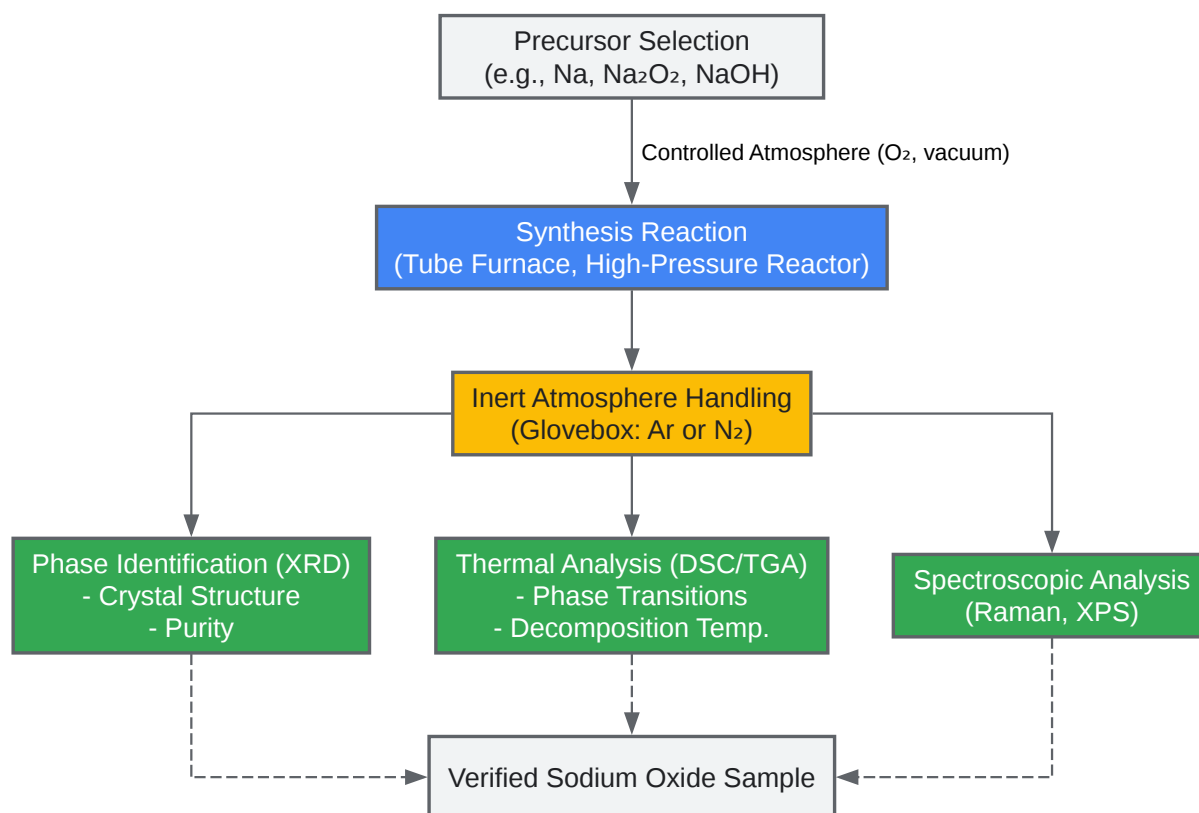 Precursor Selection
(e.g., Na, Na₂O₂, NaOH)
Controlled Atmosphere (O₂, vacuum)
Synthesis Reaction
(Tube Furnace, High-Pressure Reactor)
Inert Atmosphere Handling
(Glovebox: Ar or N₂)
Phase Identification (XRD)
- Crystal Structure
- Purity
Thermal Analysis (DSC/TGA)
- Phase Transitions
- Decomposition Temp.
Spectroscopic Analysis
(Raman, XPS)
Verified Sodium Oxide Sample